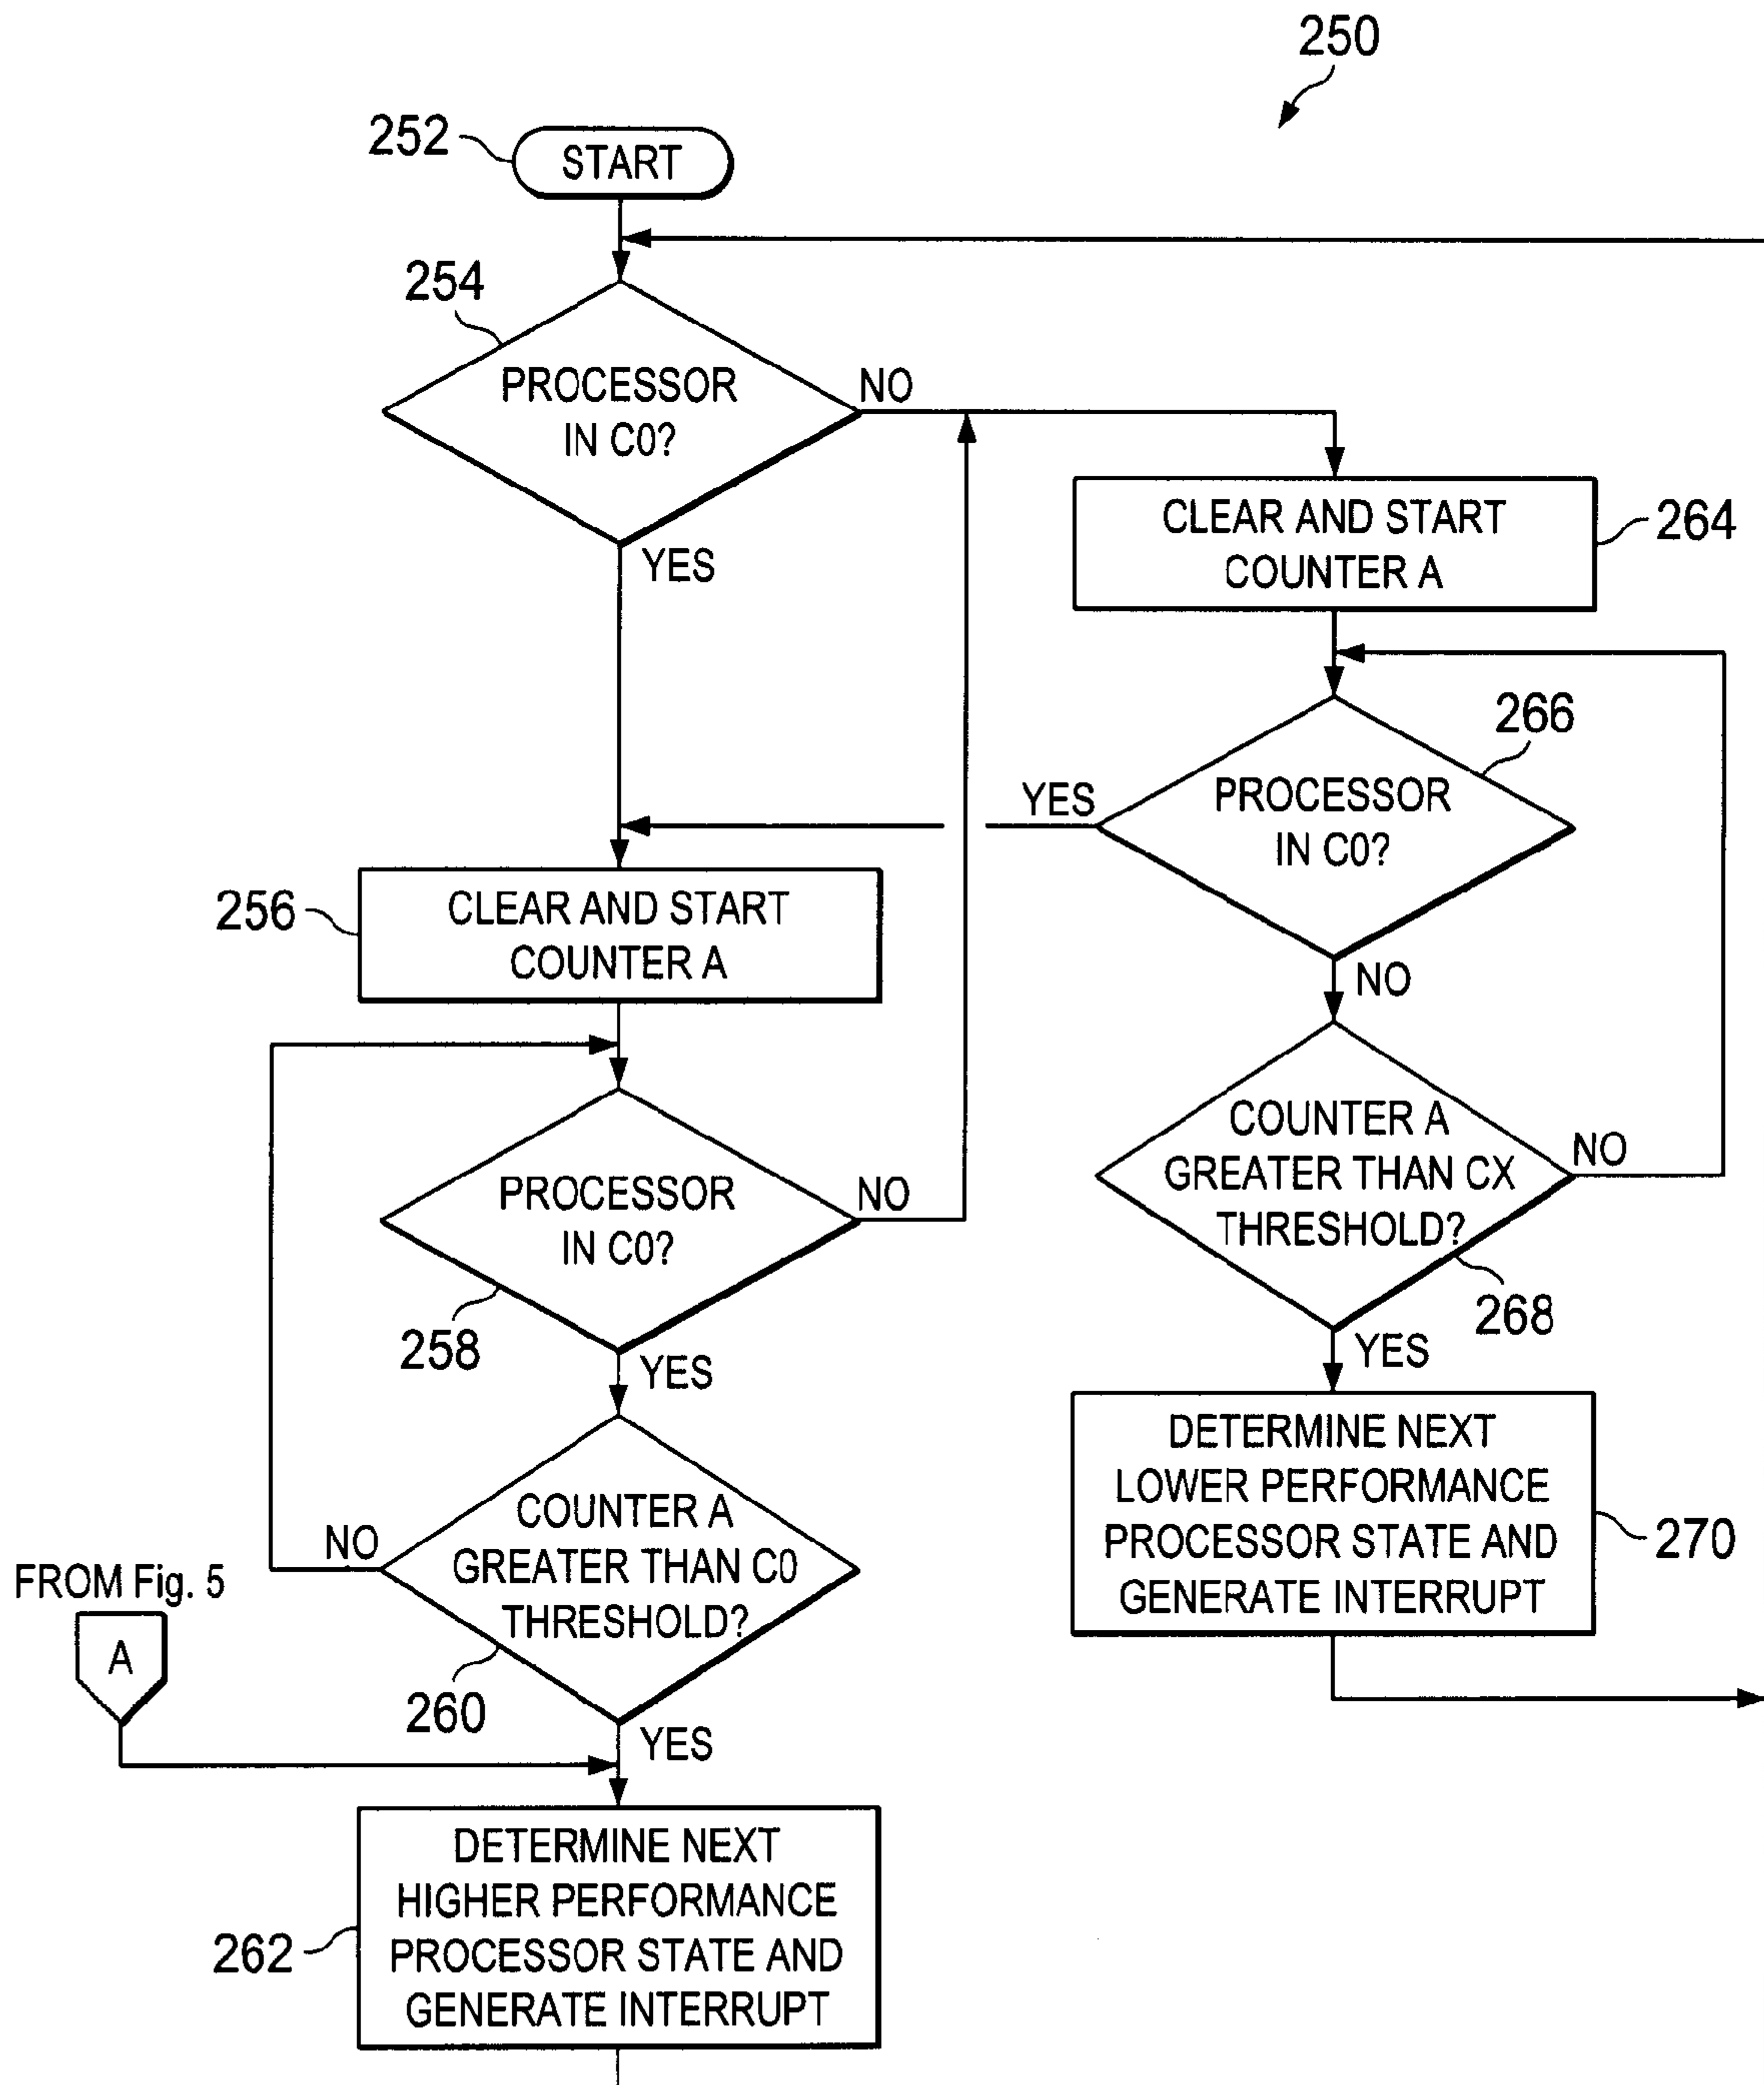 250
252
START
254
PROCESSOR
IN C0?
NO
YES
CLEAR AND START
COUNTER A
264
266
PROCESSOR
IN C0?
YES
NO
256
CLEAR AND START
COUNTER A
COUNTER A
GREATER THAN CX
THRESHOLD?
NO
268
YES
PROCESSOR
IN C0?
NO
258
YES
DETERMINE NEXT
LOWER PERFORMANCE
PROCESSOR STATE AND
GENERATE INTERRUPT
270
COUNTER A
GREATER THAN C0
THRESHOLD?
NO
260
YES
FROM Fig. 5
A
DETERMINE NEXT
HIGHER PERFORMANCE
PROCESSOR STATE AND
GENERATE INTERRUPT
262